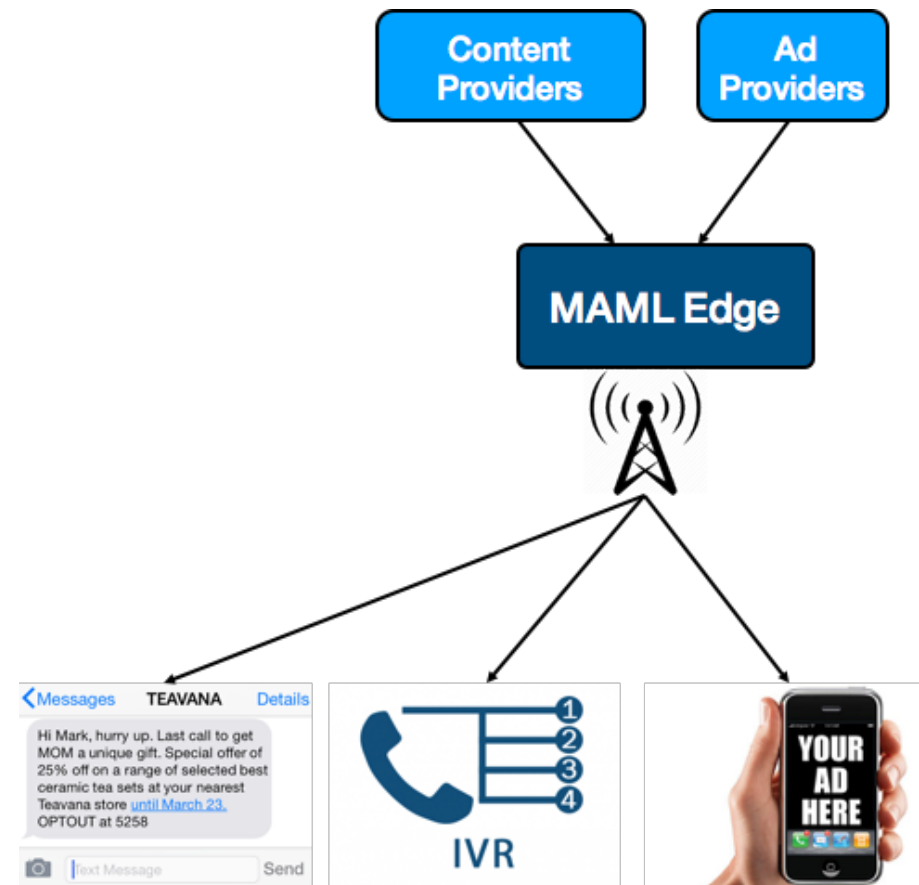 Content
Providers
Ad
Providers
MAML Edge
Messages TEAVANA Details
Hi Mark, hurry up. Last call to get
MOM a unique gift. Special offer of
25% off on a range of selected best
ceramic tea sets at your nearest
Teavana store until March 23.
OPTOUT at 5258
Text Message Send
1
2
3
4
IVR
YOUR
AD
HERE